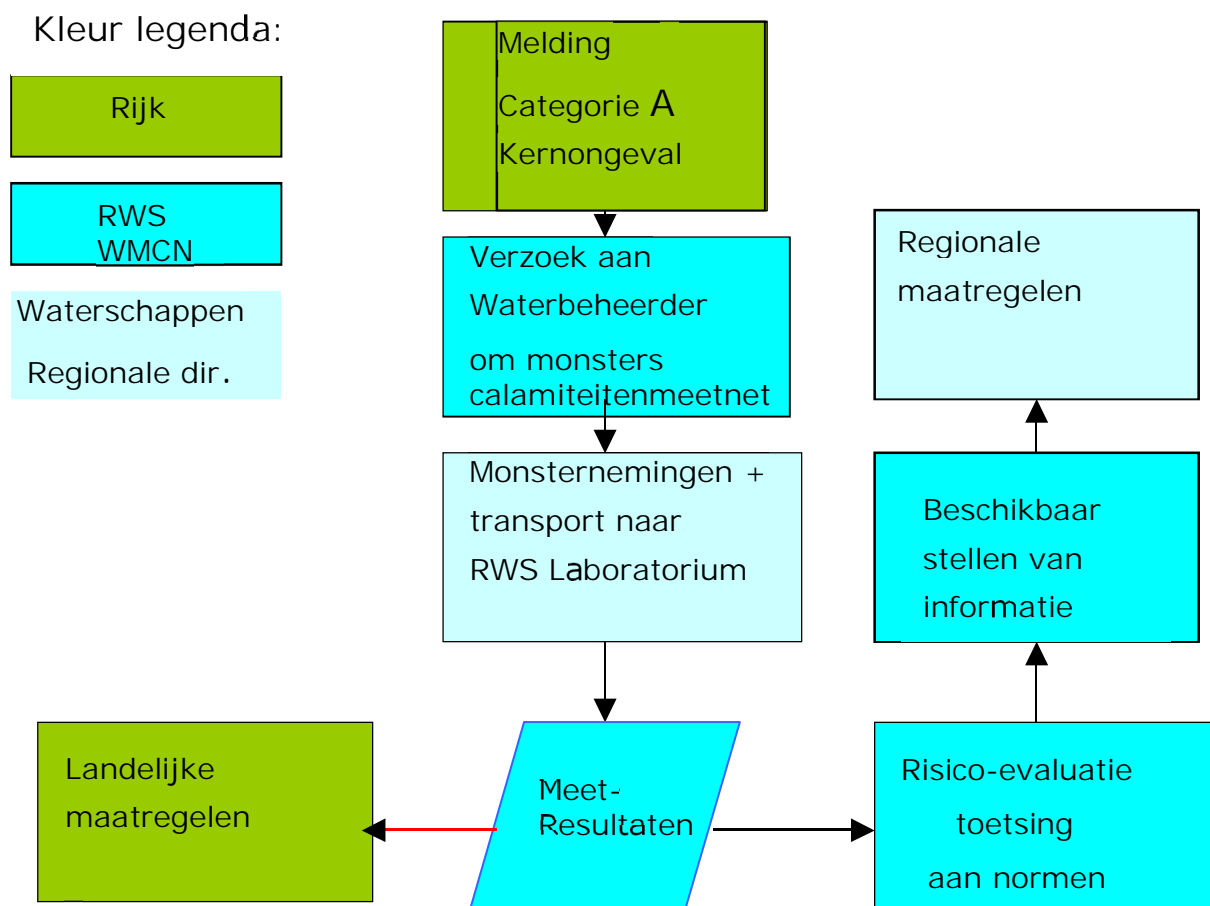 Kleur legenda:
Rijk
RWS
WMCN
Waterschappen
Regionale dir.
Melding
Categorie A
Kernongeval
Verzoek aan
Waterbeheerder
om monsters
calamiteitenmeetnet
Monsternemingen +
transport naar
RWS Laboratorium
Meet-
Resultaten
Landelijke
maatregelen
Risico-evaluatie
toetsing
aan normen
Beschikbaar
stellen van
informatie
Regionale
maatregelen